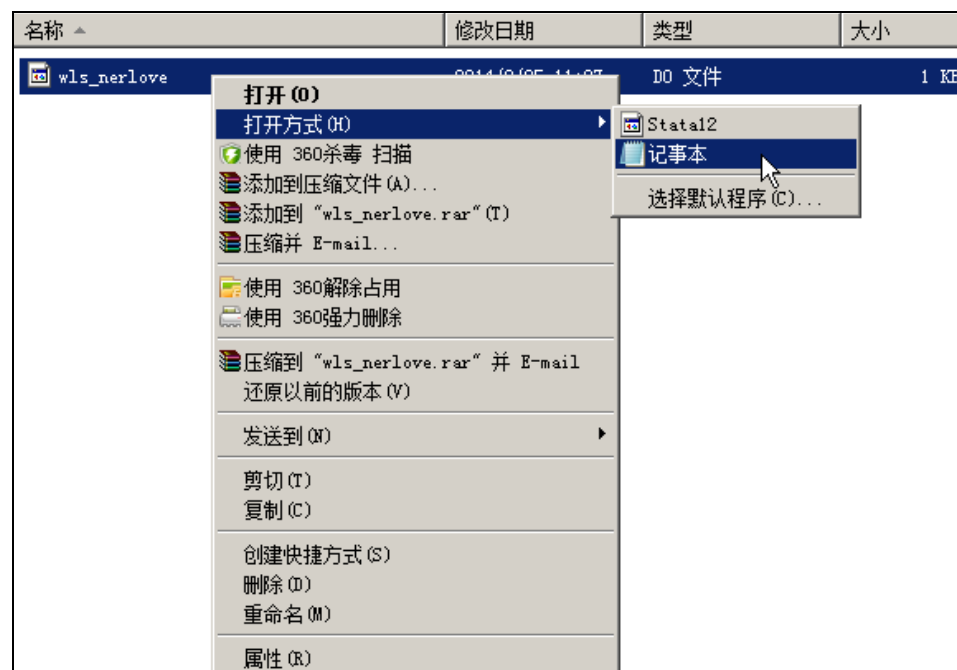 名称 修改日期 类型 大小
wls_nerlove DO 文件 1 KB
打开(O)
打开方式(H)
Stata12
使用 360杀毒 扫描
记事本
添加到压缩文件(A)...
选择默认程序(C)...
添加到 "wls_nerlove.rar"(T)
压缩并 E-mail...
使用 360解除占用
使用 360强力删除
压缩到 "wls_nerlove.rar" 并 E-mail
还原以前的版本(V)
发送到(N)
剪切(T)
复制(C)
创建快捷方式(S)
删除(D)
重命名(M)
属性(R)